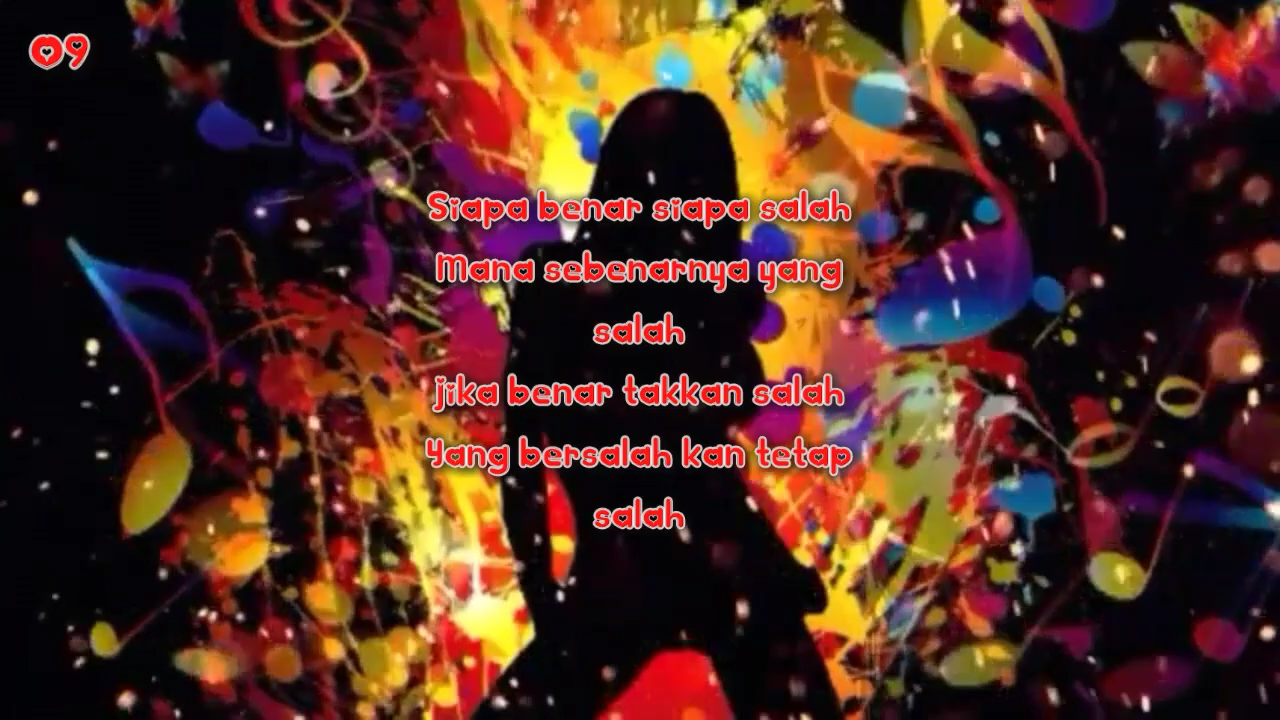 09
Siapa benar siapa salah
Mana sebenarnya yang
salah
jika benar takkan salah
Yang bersalah kan tetap
salah